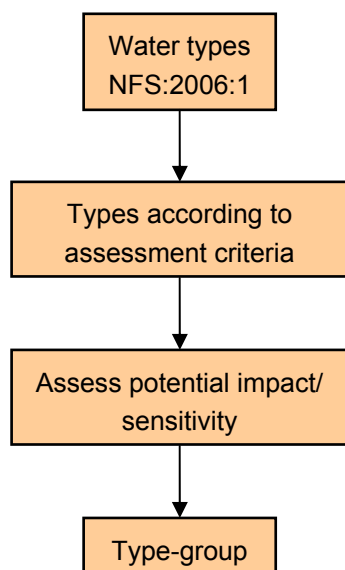 Water types
NFS:2006:1
Types according to
assessment criteria
Assess potential impact/
sensitivity
Type-group